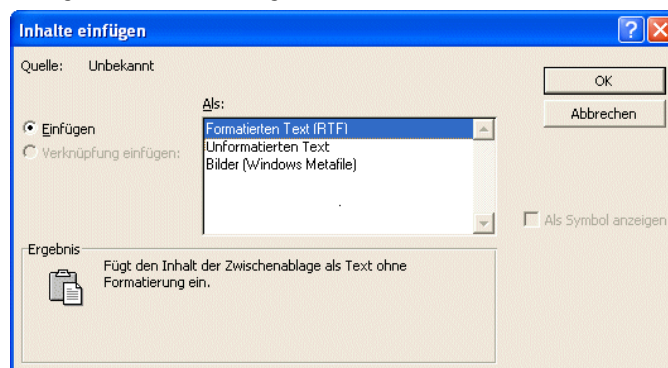 Inhalte einfügen
Quelle: Unbekannt
OK
Abbrechen
Als:
Einfügen
Verknüpfung einfügen:
Formatierten Text (RTF)
Unformatierten Text
Bilder (Windows Metafile)
Als Symbol anzeigen
Ergebnis
Fügt den Inhalt der Zwischenablage als Text ohne
Formatierung ein.